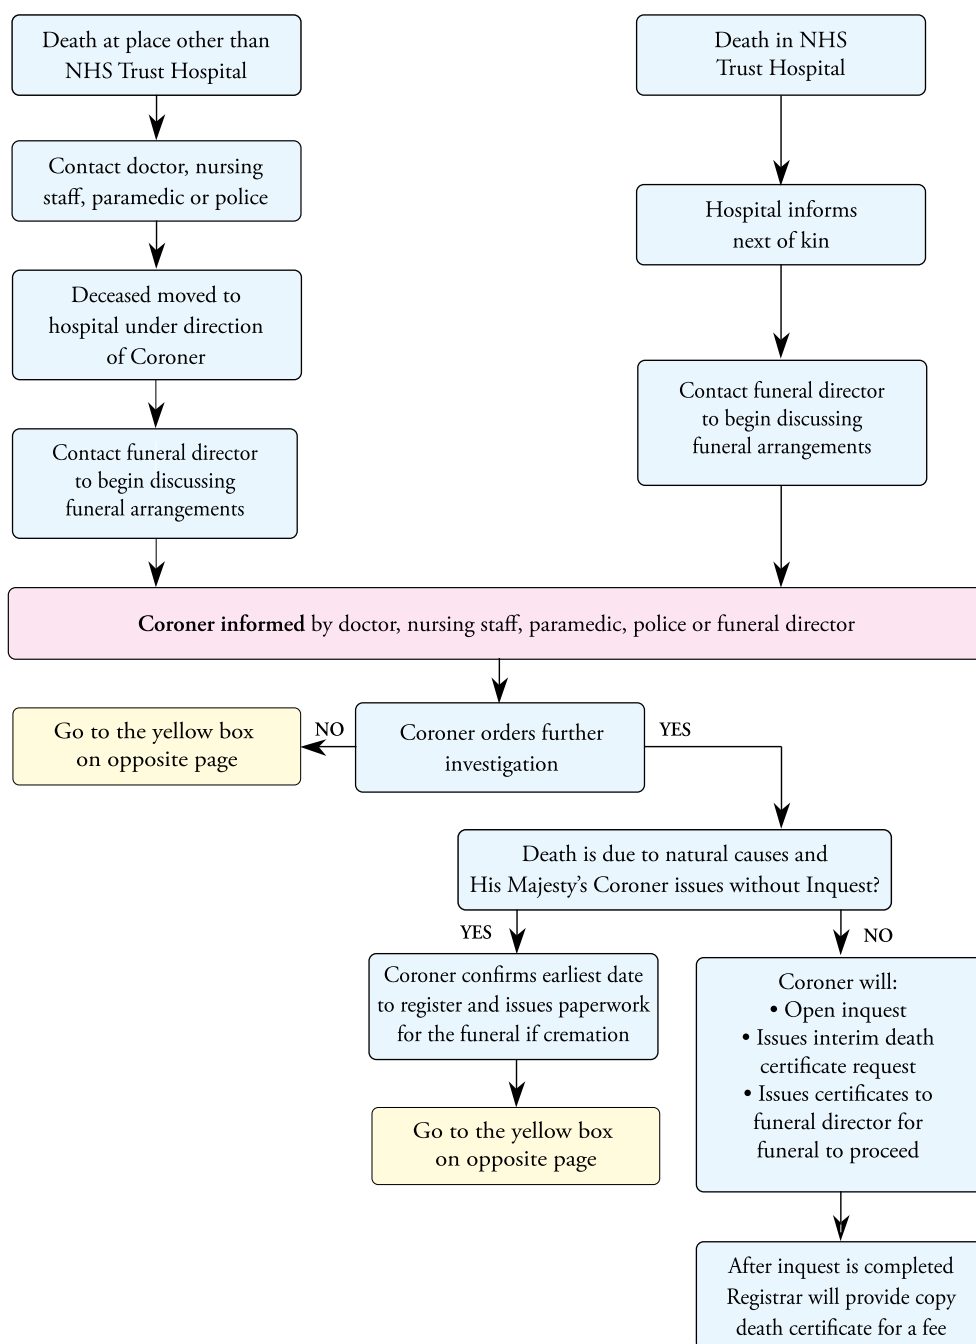 Death at place other than
NHS Trust Hospital
Death in NHS
Trust Hospital
Contact doctor, nursing
staff, paramedic or police
Hospital informs
next of kin
Deceased moved to
hospital under direction
of Coroner
Contact funeral director
to begin discussing
funeral arrangements
Contact funeral director
to begin discussing
funeral arrangements
Coroner informed by doctor, nursing staff, paramedic, police or funeral director
Go to the yellow box
on opposite page
NO
Coroner orders further
investigation
YES
Death is due to natural causes and
His Majesty’s Coroner issues without Inquest?
YES
NO
Coroner confirms earliest date
to register and issues paperwork
for the funeral if cremation
Coroner will:
• Open inquest
• Issues interim death
certificate request
• Issues certificates to
funeral director for
funeral to proceed
Go to the yellow box
on opposite page
After inquest is completed
Registrar will provide copy
death certificate for a fee